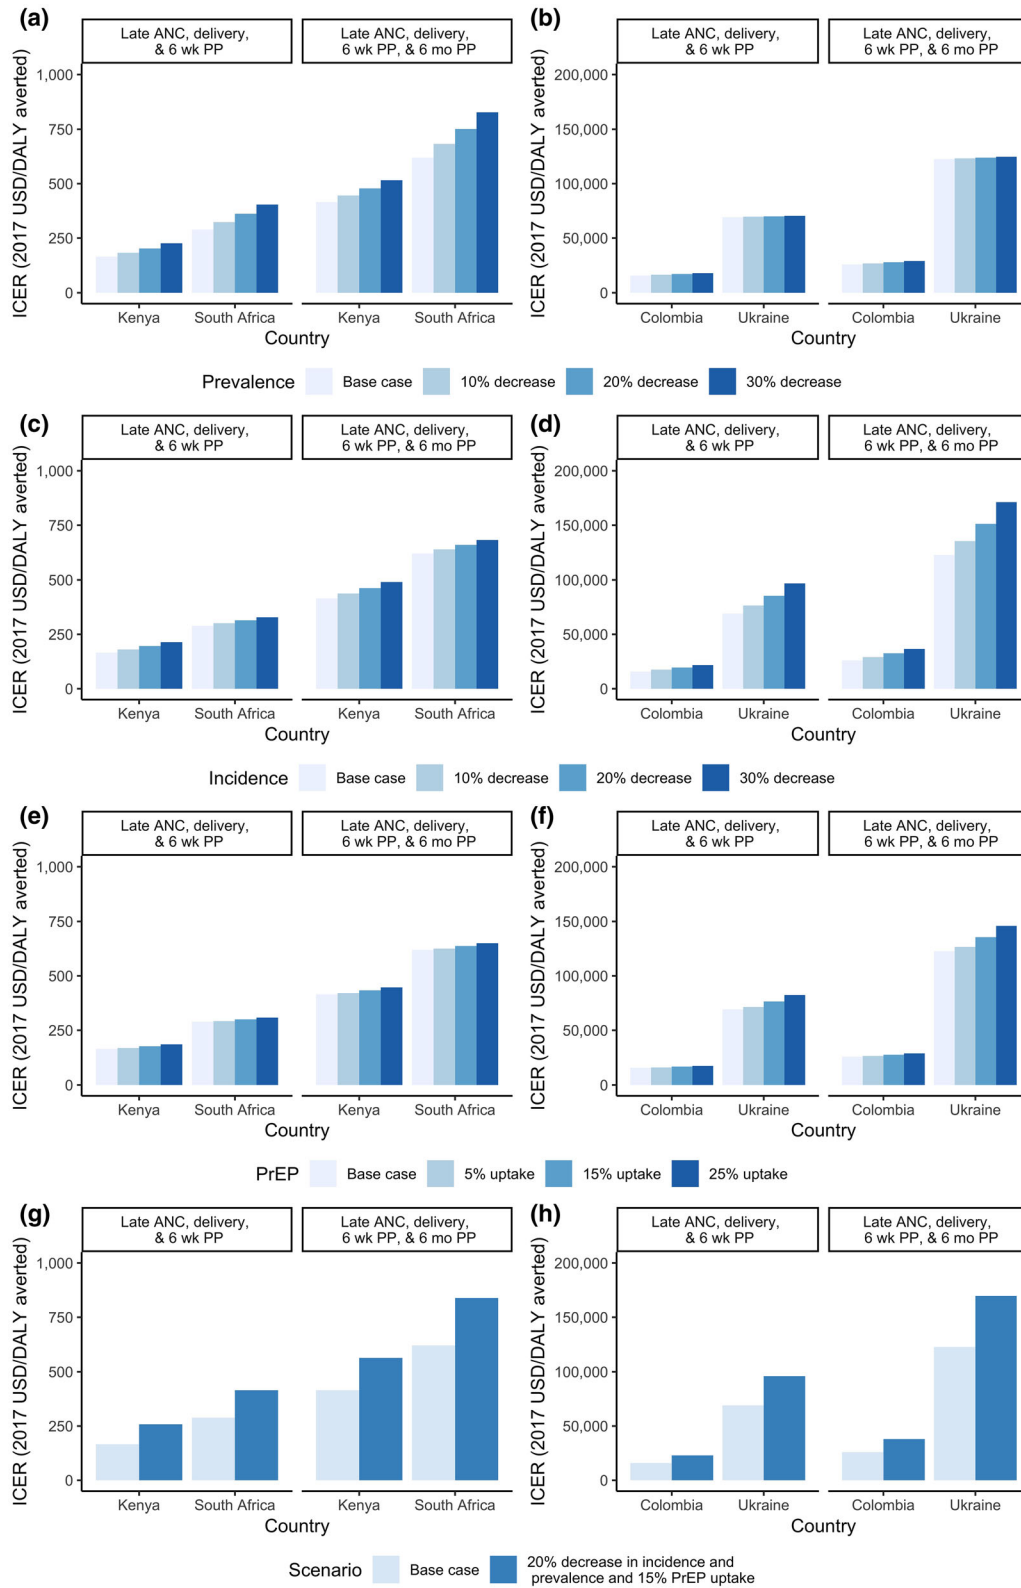 (a)
(b)
Late ANC, delivery,
& 6 wk PP
Late ANC, delivery,
6 wk PP, & 6 mo PP
Late ANC, delivery,
& 6 wk PP
Late ANC, delivery,
6 wk PP, & 6 mo PP
ICER (2017 USD/DALY averted)
1,000
750
500
250
0
Kenya
South Africa
Kenya
South Africa
Country
ICER (2017 USD/DALY averted)
200,000
150,000
100,000
50,000
0
Colombia
Ukraine
Colombia
Ukraine
Country
Prevalence
Base case
10% decrease
20% decrease
30% decrease
(c)
(d)
Late ANC, delivery,
& 6 wk PP
Late ANC, delivery,
6 wk PP, & 6 mo PP
Late ANC, delivery,
& 6 wk PP
Late ANC, delivery,
6 wk PP, & 6 mo PP
ICER (2017 USD/DALY averted)
1,000
750
500
250
0
Kenya
South Africa
Kenya
South Africa
Country
ICER (2017 USD/DALY averted)
200,000
150,000
100,000
50,000
0
Colombia
Ukraine
Colombia
Ukraine
Country
Incidence
Base case
10% decrease
20% decrease
30% decrease
(e)
(f)
Late ANC, delivery,
& 6 wk PP
Late ANC, delivery,
6 wk PP, & 6 mo PP
Late ANC, delivery,
& 6 wk PP
Late ANC, delivery,
6 wk PP, & 6 mo PP
ICER (2017 USD/DALY averted)
1,000
750
500
250
0
Kenya
South Africa
Kenya
South Africa
Country
ICER (2017 USD/DALY averted)
200,000
150,000
100,000
50,000
0
Colombia
Ukraine
Colombia
Ukraine
Country
PrEP
Base case
5% uptake
15% uptake
25% uptake
(g)
(h)
Late ANC, delivery,
& 6 wk PP
Late ANC, delivery,
6 wk PP, & 6 mo PP
Late ANC, delivery,
& 6 wk PP
Late ANC, delivery,
6 wk PP, & 6 mo PP
ICER (2017 USD/DALY averted)
1,000
750
500
250
0
Kenya
South Africa
Kenya
South Africa
Country
ICER (2017 USD/DALY averted)
200,000
150,000
100,000
50,000
0
Colombia
Ukraine
Colombia
Ukraine
Country
Scenario
Base case
20% decrease in incidence and
prevalence and 15% PrEP uptake